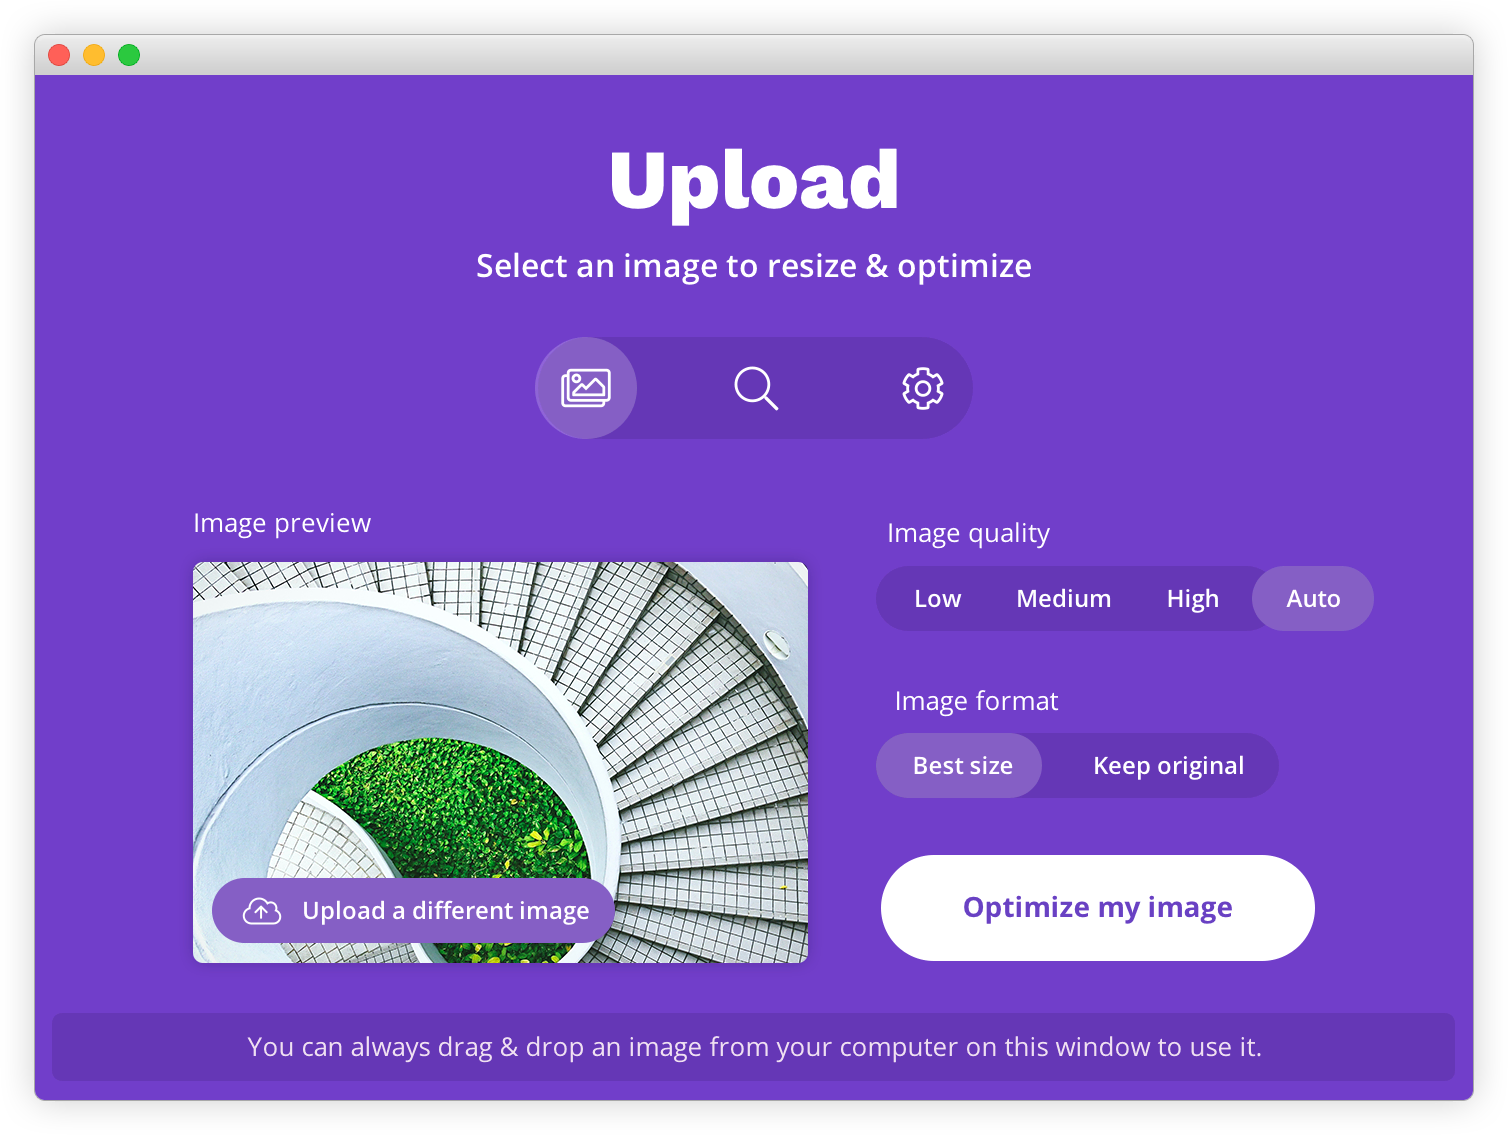 Upload
Select an image to resize & optimize
Image preview
Upload a different image
Image quality
Low Medium High Auto
Image format
Best size Keep original
Optimize my image
You can always drag & drop an image from your computer on this window to use it.